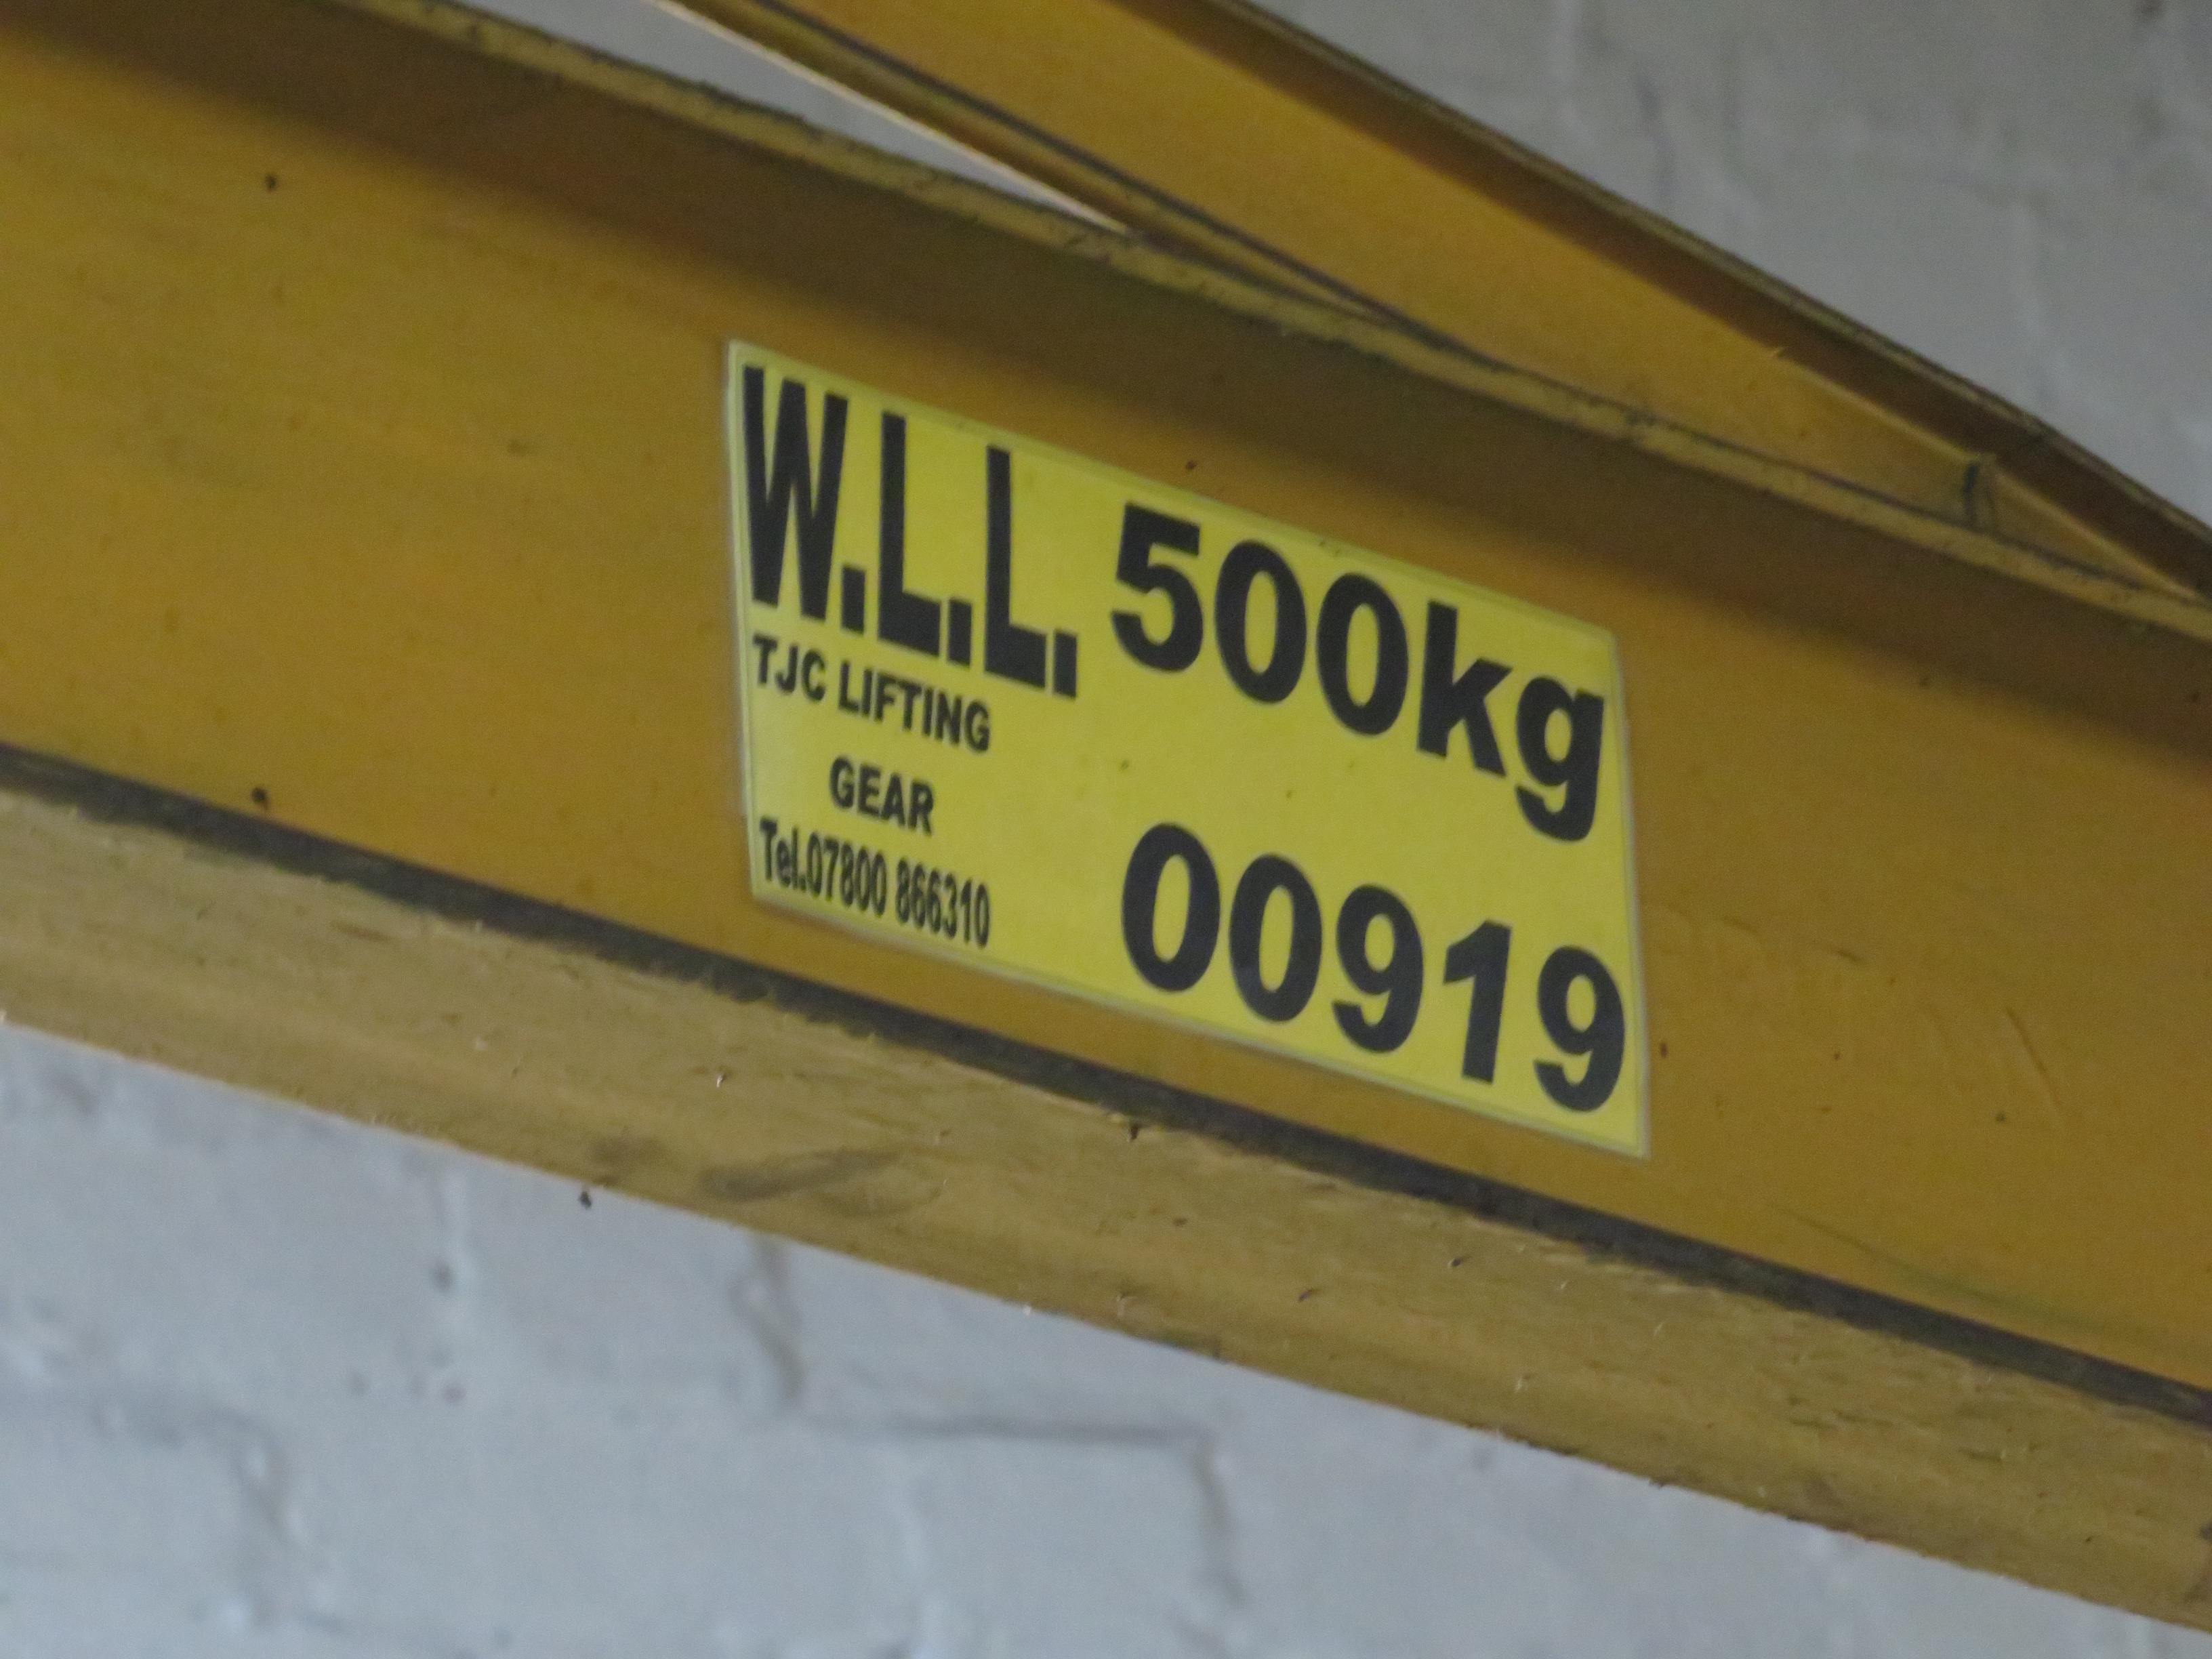 W.L.L. 500kg
TJC LIFTING
GEAR
Tel.07800 866310
00919